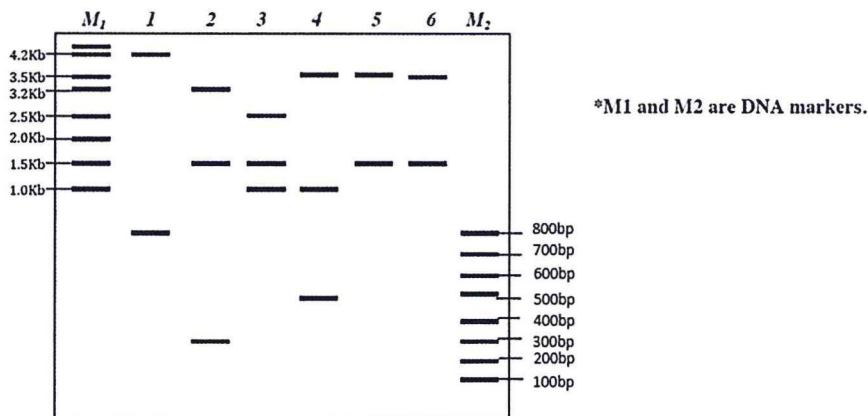 M1 1 2 3 4 5 6 M2
4.2Kb
3.5Kb
3.2Kb
2.5Kb
2.0Kb
1.5Kb
1.0Kb
*M1 and M2 are DNA markers.
800bp
700bp
600bp
500bp
400bp
300bp
200bp
100bp